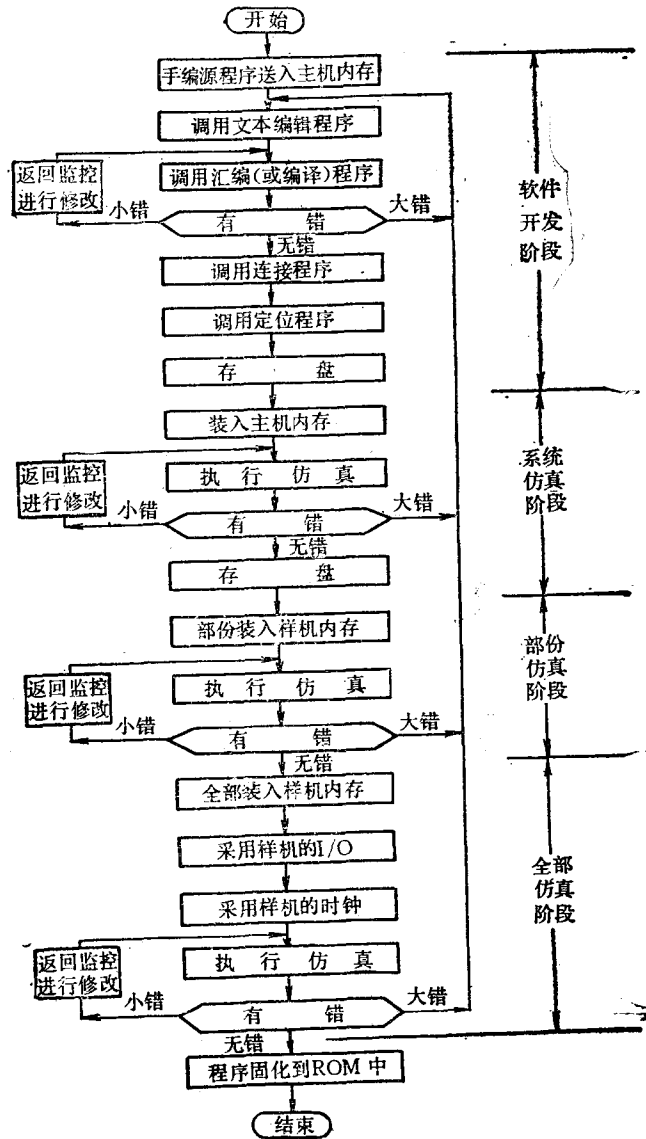 开始
手编源程序送入主机内存
调用文本编辑程序
返回监控
进行修改
调用汇编(或编译)程序
小错
有错
大错
无错
调用连接程序
调用定位程序
存盘
软件
开发
阶段
装入主机内存
返回监控
进行修改
执行仿真
小错
有错
大错
无错
存盘
系统
仿真
阶段
部份装入样机内存
返回监控
进行修改
执行仿真
小错
有错
大错
无错
部份
仿真
阶段
全部装入样机内存
采用样机的I/O
采用样机的时钟
返回监控
进行修改
执行仿真
小错
有错
大错
无错
全部
仿真
阶段
程序固化到ROM中
结束